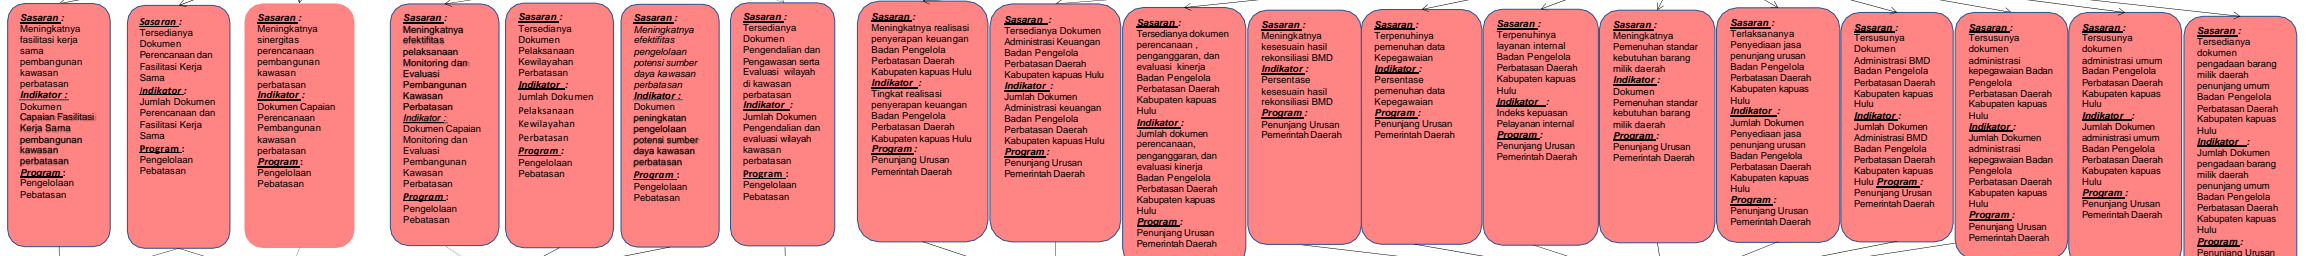 Sasaran :
Meningkatnya
fasilitasi kerja
sama
pembangunan
kawasan
perbatasan
Indikator :
Dokumen
Capaian Fasilitasi
Kerja Sama
pembangunan
kawasan
perbatasan
Program :
Pengelolaan
Pebatasan
Sasaran :
Tersedianya
Dokumen
Perencanaan dan
Fasilitasi Kerja
Sama
Indikator :
Jumlah Dokumen
Perencanaan dan
Fasilitasi Kerja
Sama
Program :
Pengelolaan
Pebatasan
Sasaran :
Meningkatnya
sinergitas
perencanaan
pembangunan
kawasan
perbatasan
Indikator :
Dokumen Capaian
Perencanaan
Pembangunan
kawasan
perbatasan
Program :
Pengelolaan
Pebatasan
Sasaran :
Meningkatnya
efektifitas
pelaksanaan
Monitoring dan
Evaluasi
Pembangunan
Kawasan
Perbatasan
Indikator :
Dokumen Capaian
Monitoring dan
Evaluasi
Pembangunan
Kawasan
Perbatasan
Program :
Pengelolaan
Pebatasan
Sasaran :
Tersedianya
Dokumen
Pelaksanaan
Kewilayahan
Perbatasan
Indikator :
Jumlah Dokumen
Pelaksanaan
Kewilayahan
Perbatasan
Program :
Pengelolaan
Pebatasan
Sasaran :
Meningkatnya
efektifitas
pengelolaan
potensi sumber
daya kawasan
perbatasan
Indikator :
Dokumen
peningkatan
pengelolaan
potensi sumber
daya kawasan
perbatasan
Program :
Pengelolaan
Pebatasan
Sasaran :
Tersedianya
Dokumen
Pengendalian dan
Pengawasan serta
Evaluasi wilayah
di kawasan
perbatasan
Indikator :
Jumlah Dokumen
Pengendalian dan
evaluasi wilayah
kawasan
perbatasan
Program :
Pengelolaan
Pebatasan
Sasaran :
Meningkatnya realisasi
penyerapan keuangan
Badan Pengelola
Perbatasan Daerah
Kabupaten kapuas Hulu
Indikator :
Tingkat realisasi
penyerapan keuangan
Badan Pengelola
Perbatasan Daerah
Kabupaten kapuas Hulu
Program :
Penunjang Urusan
Pemerintah Daerah
Sasaran :
Tersedianya Dokumen
Administrasi Keuangan
Badan Pengelola
Perbatasan Daerah
Kabupaten kapuas Hulu
Indikator :
Jumlah Dokumen
Administrasi keuangan
Badan Pengelola
Perbatasan Daerah
Kabupaten kapuas Hulu
Program :
Penunjang Urusan
Pemerintah Daerah
Sasaran :
Tersedianya dokumen
perencanaan ,
penganggaran, dan
evaluasi kinerja
Badan Pengelola
Perbatasan Daerah
Kabupaten kapuas
Hulu
Indikator :
Jumlah dokumen
perencanaan,
penganggaran, dan
evaluasi kinerja
Badan Pengelola
Perbatasan Daerah
Kabupaten kapuas
Hulu
Program :
Penunjang Urusan
Pemerintah Daerah
Sasaran :
Meningkatnya
kesesuain hasil
rekonsiliasi BMD
Indikator :
Persentase
kesesuain hasil
rekonsiliasi BMD
Program :
Penunjang Urusan
Pemerintah Daerah
Sasaran :
Terpenuhinya
pemenuhan data
Kepegawaian
Indikator :
Persentase
pemenuhan data
Kepegawaian
Program :
Penunjang Urusan
Pemerintah Daerah
Sasaran :
Terpenuhinya
layanan internal
Badan Pengelola
Perbatasan Daerah
Kabupaten kapuas
Hulu
Indikator :
Indeks kepuasan
Pelayanan internal
Program :
Penunjang Urusan
Pemerintah Daerah
Sasaran :
Meningkatnya
Pemenuhan standar
kebutuhan barang
milik daerah
Indikator :
Dokumen
Pemenuhan standar
kebutuhan barang
milik daerah
Program :
Penunjang Urusan
Pemerintah Daerah
Sasaran :
Terlaksananya
Penyediaan jasa
penunjang urusan
Badan Pengelola
Perbatasan Daerah
Kabupaten kapuas
Hulu
Indikator :
Jumlah Dokumen
Penyediaan jasa
penunjang urusan
Badan Pengelola
Perbatasan Daerah
Kabupaten kapuas
Hulu
Program :
Penunjang Urusan
Pemerintah Daerah
Sasaran :
Tersusunya
Dokumen
Administrasi BMD
Badan Pengelola
Perbatasan Daerah
Kabupaten kapuas
Hulu
Indikator :
Jumlah Dokumen
Administrasi BMD
Badan Pengelola
Perbatasan Daerah
Kabupaten kapuas
Hulu Program :
Penunjang Urusan
Pemerintah Daerah
Sasaran :
Tersusunya
dokumen
administrasi
kepegawaian Badan
Pengelola
Perbatasan Daerah
Kabupaten kapuas
Hulu
Indikator :
Jumlah Dokumen
administrasi
kepegawaian Badan
Pengelola
Perbatasan Daerah
Kabupaten kapuas
Hulu
Program :
Penunjang Urusan
Pemerintah Daerah
Sasaran :
Tersusunya
dokumen
administrasi umum
Badan Pengelola
Perbatasan Daerah
Kabupaten kapuas
Hulu
Indikator :
Jumlah Dokumen
administrasi umum
Badan Pengelola
Perbatasan Daerah
Kabupaten kapuas
Hulu
Program :
Penunjang Urusan
Pemerintah Daerah
Sasaran :
Tersedianya
dokumen
pengadaan barang
milik daerah
penunjang umum
Badan Pengelola
Perbatasan Daerah
Kabupaten kapuas
Hulu
Indikator :
Jumlah Dokumen
pengadaan barang
milik daerah
penunjang umum
Badan Pengelola
Perbatasan Daerah
Kabupaten kapuas
Hulu
Program :
Penunjang Urusan